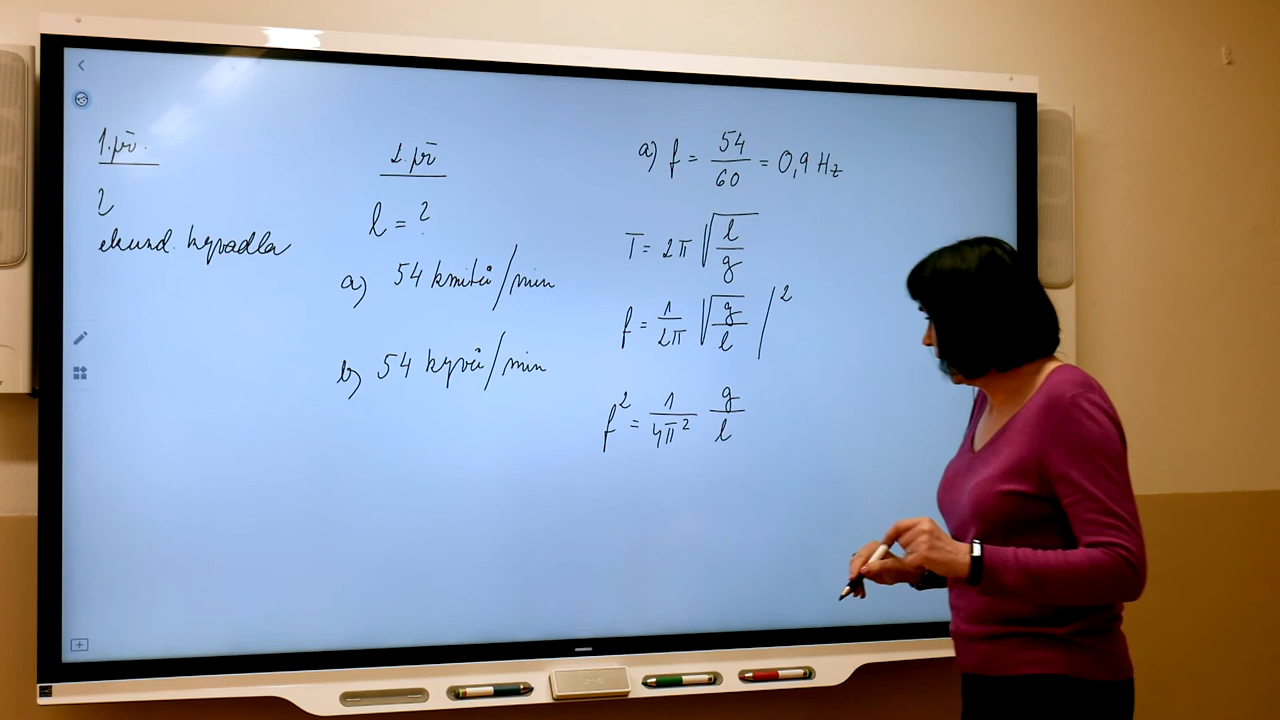 1. př.
l
ekund. kyvadla
2. př
l = ?
a) 54 kmitů/min
b) 54 kyvů/min
a) f = 54/60 = 0,9 Hz
T = 2π √(l/g)
f = 1/2π √(g/l) /²
f² = 1/4π² g/l